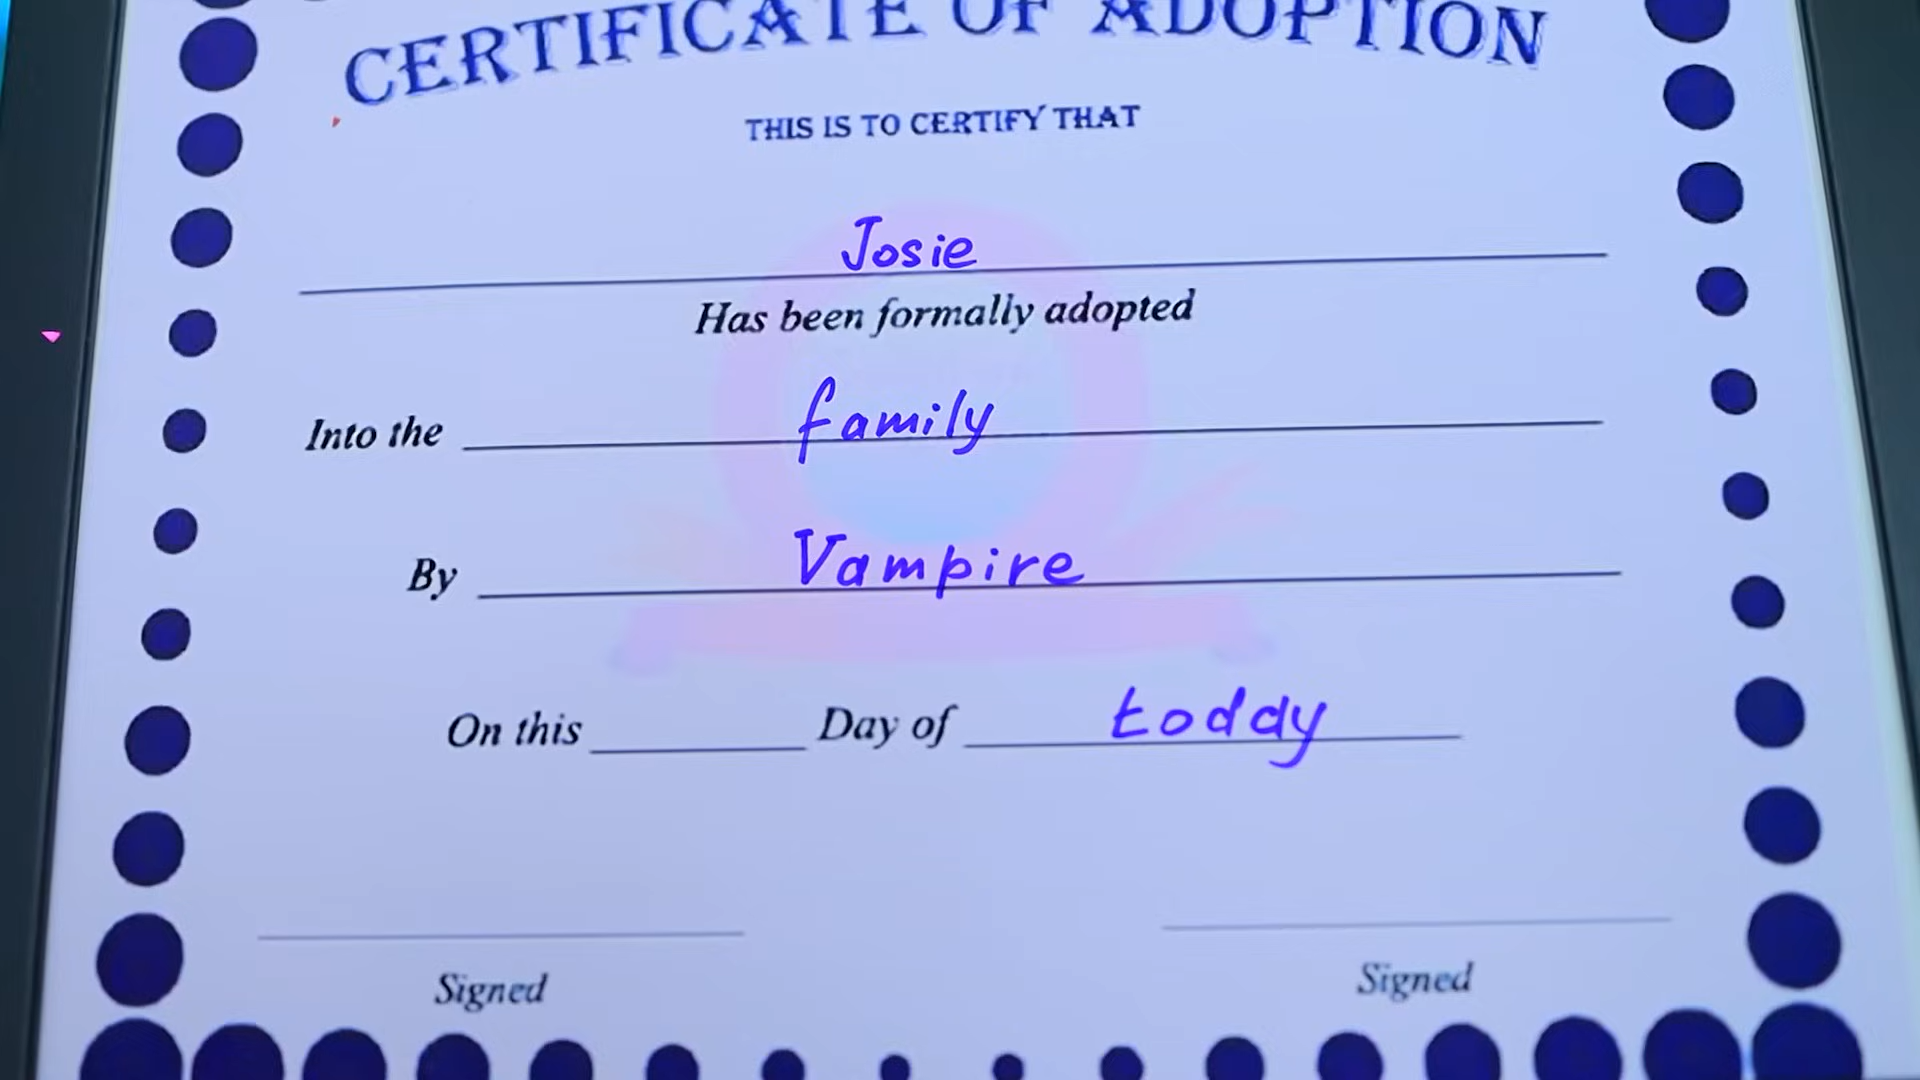 CERTIFICATE OF ADOPTION
THIS IS TO CERTIFY THAT
Josie
Has been formally adopted
Into the family
By Vampire
On this Day of toddy
Signed Signed